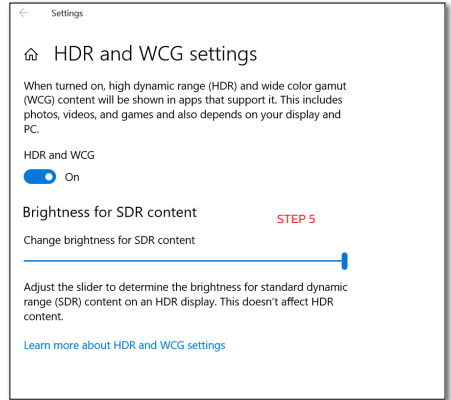 Settings
HDR and WCG settings
When turned on, high dynamic range (HDR) and wide color gamut
(WCG) content will be shown in apps that support it. This includes
photos, videos, and games and also depends on your display and
PC.
HDR and WCG
On
Brightness for SDR content
STEP 5
Change brightness for SDR content
Adjust the slider to determine the brightness for standard dynamic
range (SDR) content on an HDR display. This doesn't affect HDR
content.
Learn more about HDR and WCG settings